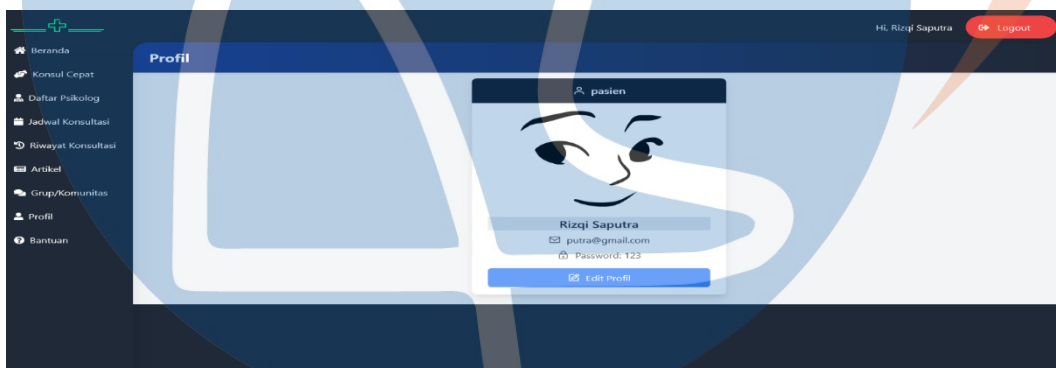 Hi, Rizqi Saputra
Logout
Beranda
Konsul Cepat
Daftar Psikolog
Jadwal Konsultasi
Riwayat Konsultasi
Artikel
Grup/Komunitas
Profil
Bantuan
Profil
pasien
Rizqi Saputra
putra@gmail.com
Password: 123
Edit Profil